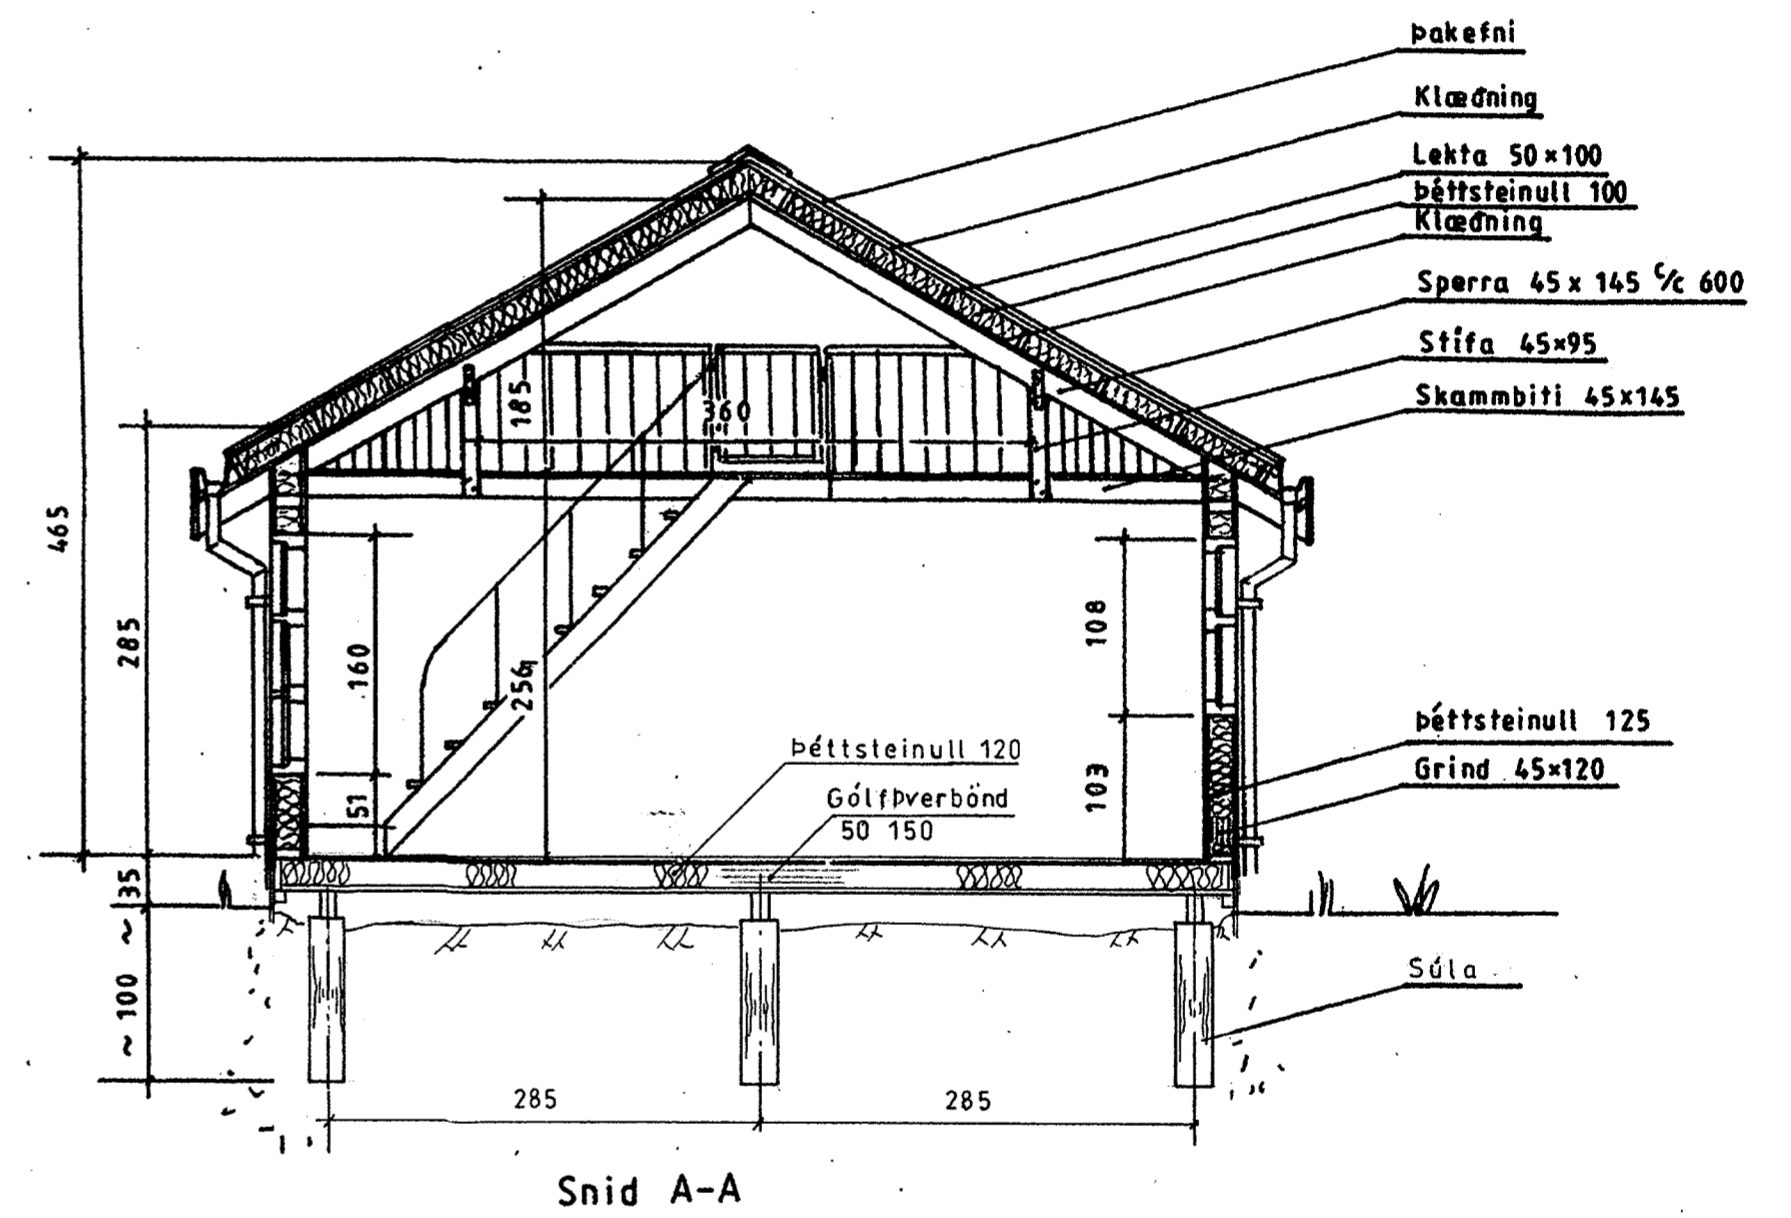 Þakefni
Klæðning
Lekta 50×100
Þéttsteinull 100
Klæðning
Sperra 45 x 145 c/c 600
Stífa 45×95
Skammbiti 45×145
185
360
465
285
160
51
256
108
103
Þéttsteinull 125
Grind 45×120
Þéttsteinull 120
GólfÞverbönd
50 150
~ 35
~ 100
Súla
285
285
Snid A-A